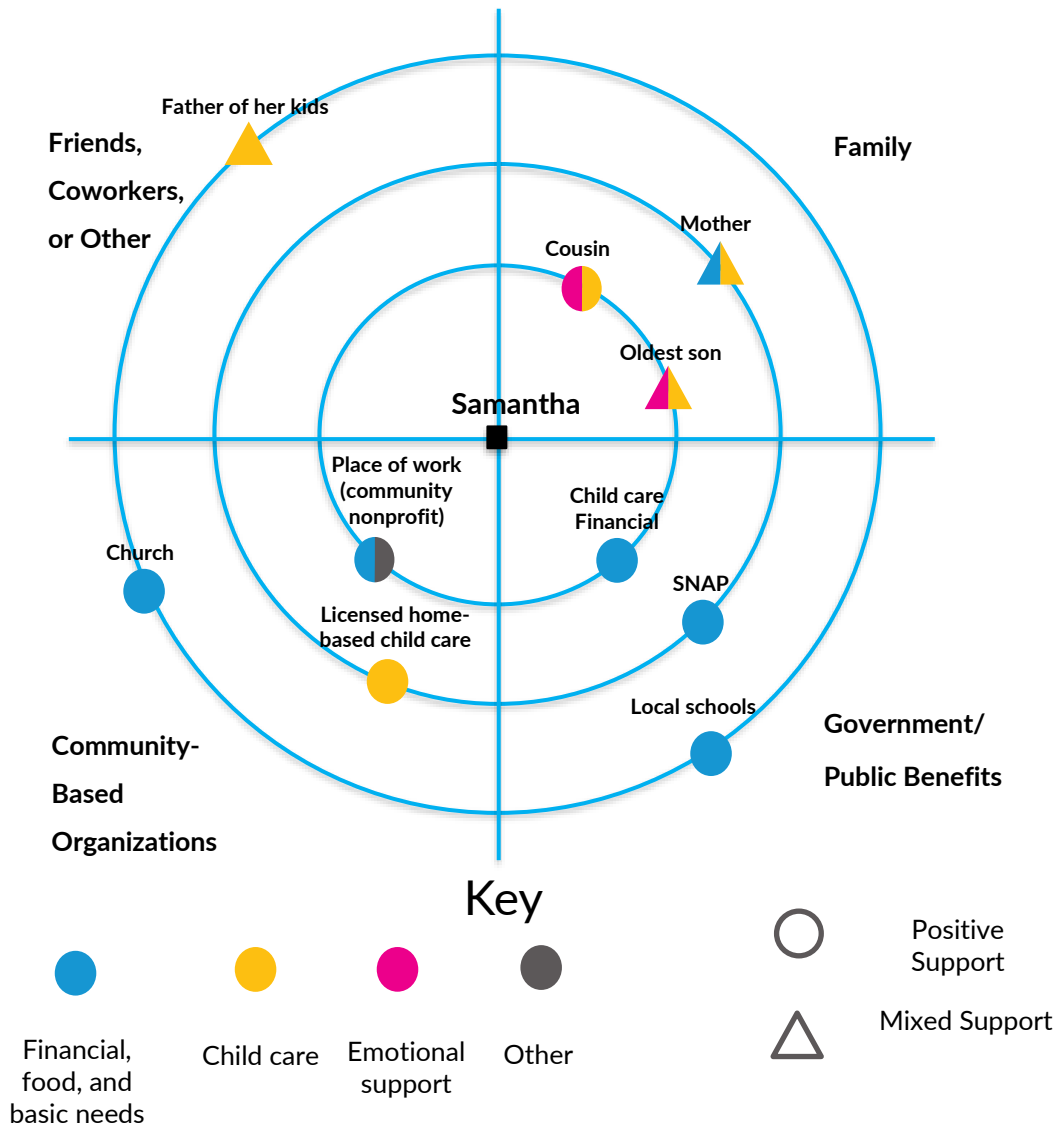 Father of her kids
Friends,
Coworkers,
or Other
Family
Mother
Cousin
Oldest son
Samantha
Place of work
(community
nonprofit)
Child care
Financial
Church
SNAP
Licensed home-
based child care
Local schools
Community-
Based
Organizations
Government/
Public Benefits
Key
Financial,
food, and
basic needs
Child care
Emotional
support
Other
Positive
Support
Mixed Support